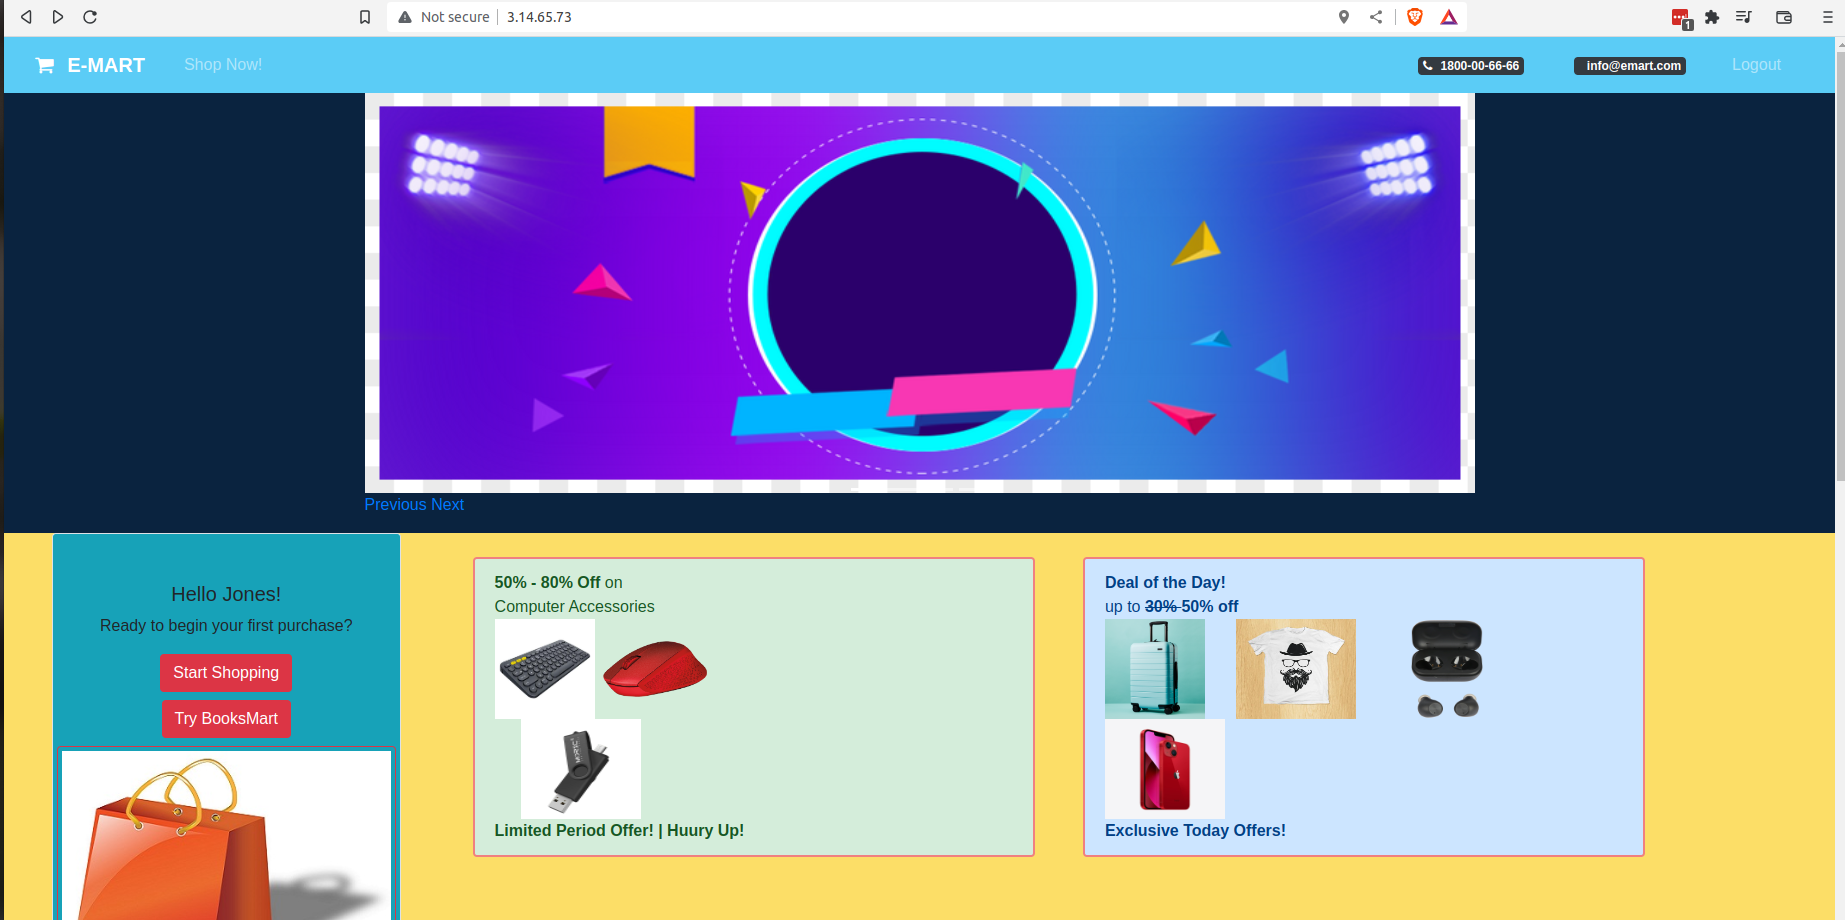 Not secure 3.14.65.73
1
E-MART Shop Now! 1800-00-66-66 info@emart.com Logout
Previous Next
Hello Jones!
Ready to begin your first purchase?
Start Shopping
Try BooksMart
50% - 80% Off on
Computer Accessories
Limited Period Offer! | Huury Up!
Deal of the Day!
up to 30% 50% off
Exclusive Today Offers!